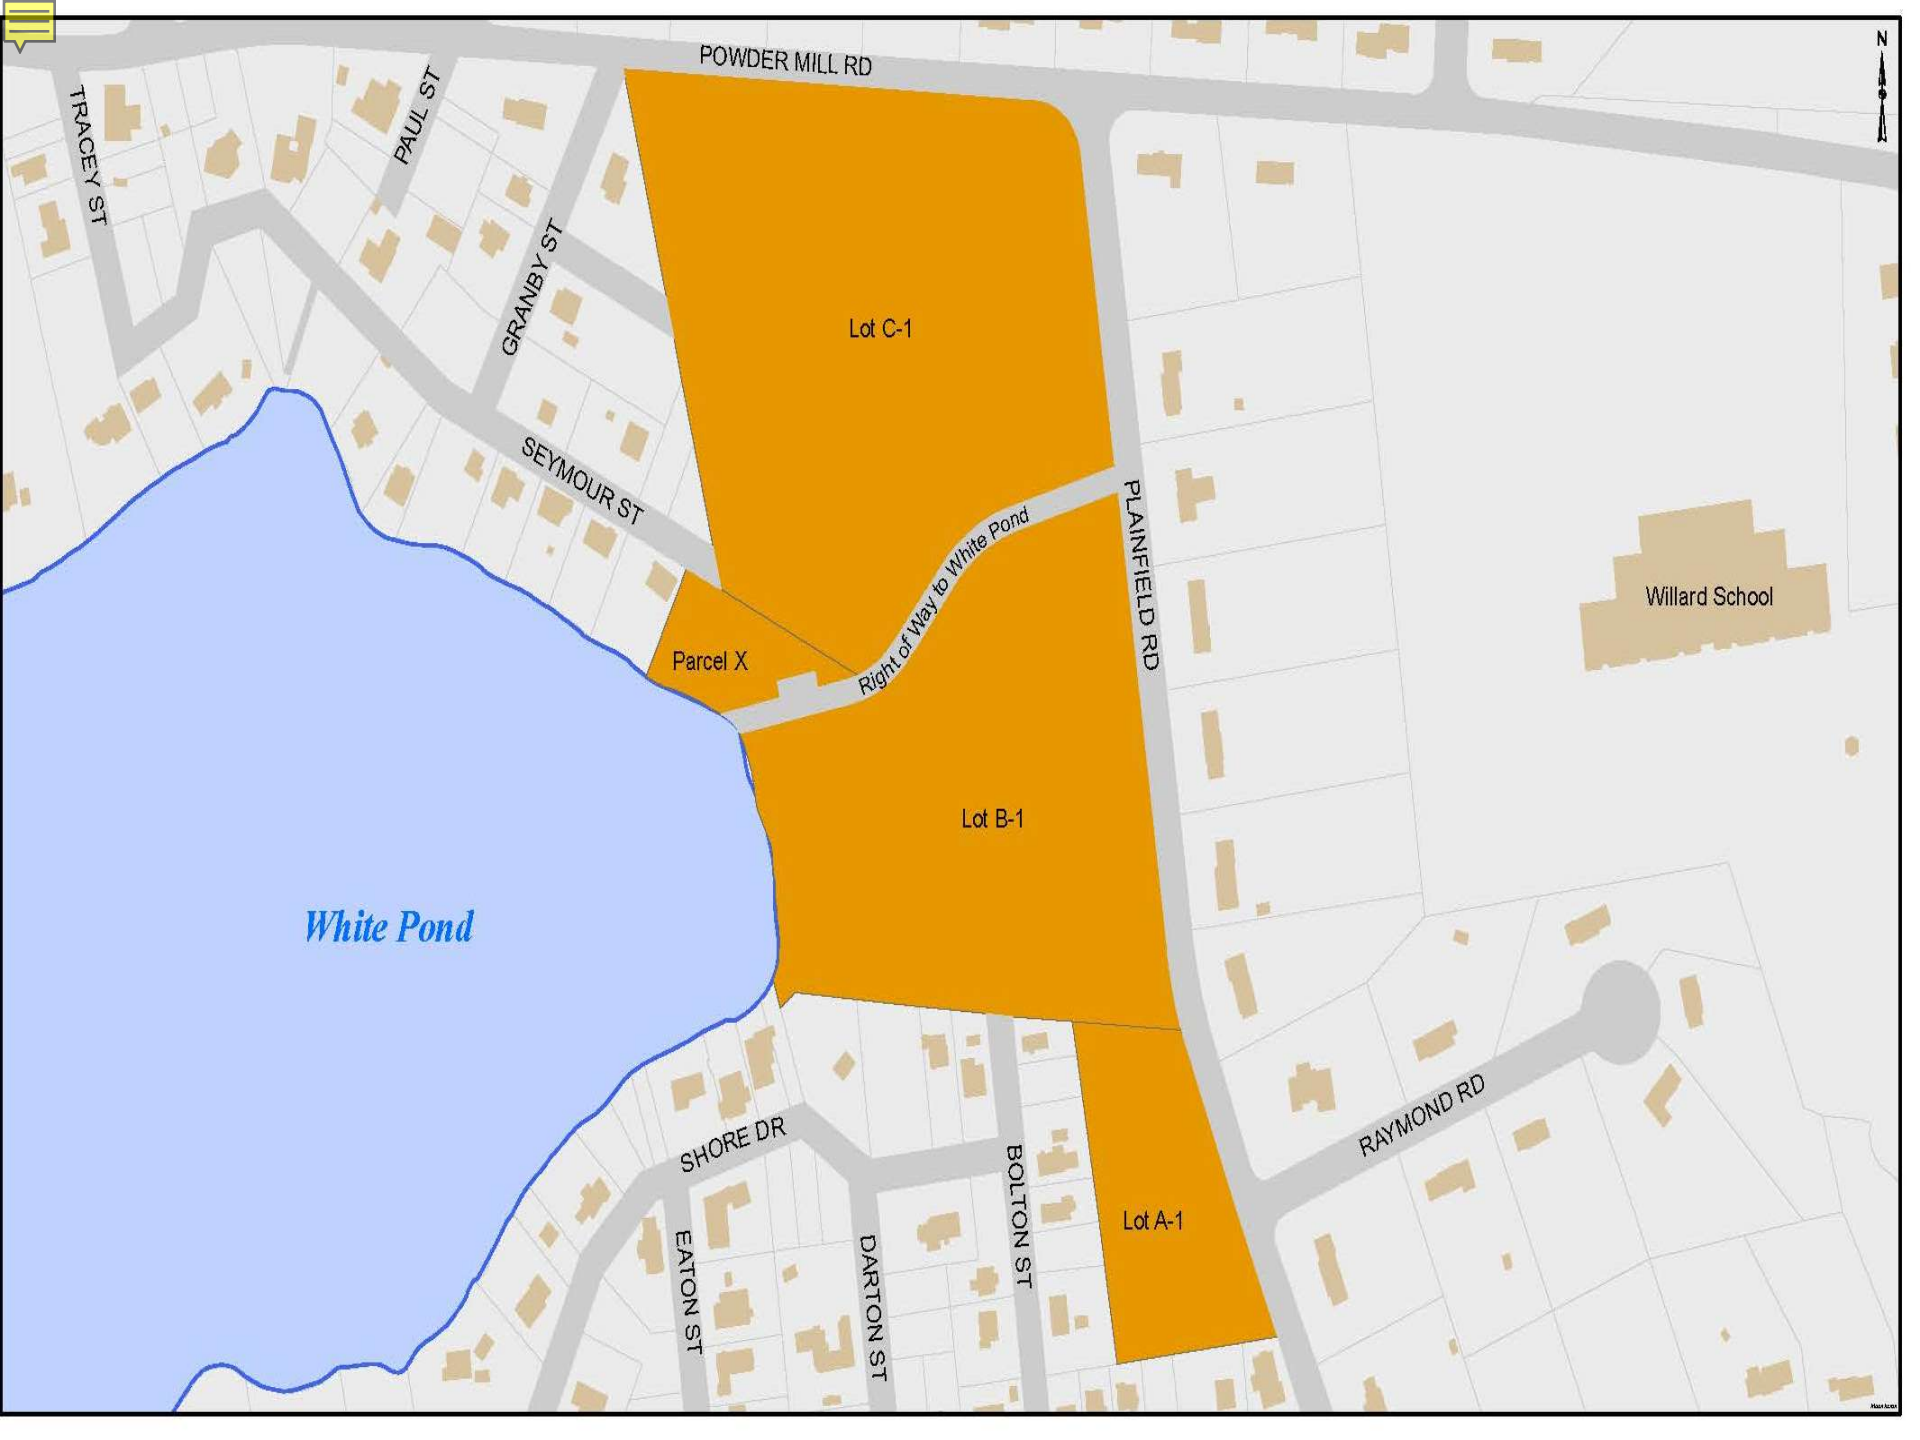 POWDER MILL RD
N
TRACEY ST
PAUL ST
GRANBY ST
Lot C-1
SEYMOUR ST
PLAINFIELD RD
Right of Way to White Pond
Willard School
Parcel X
Lot B-1
White Pond
RAYMOND RD
SHORE DR
BOLTON ST
Lot A-1
EATON ST
DARTON ST